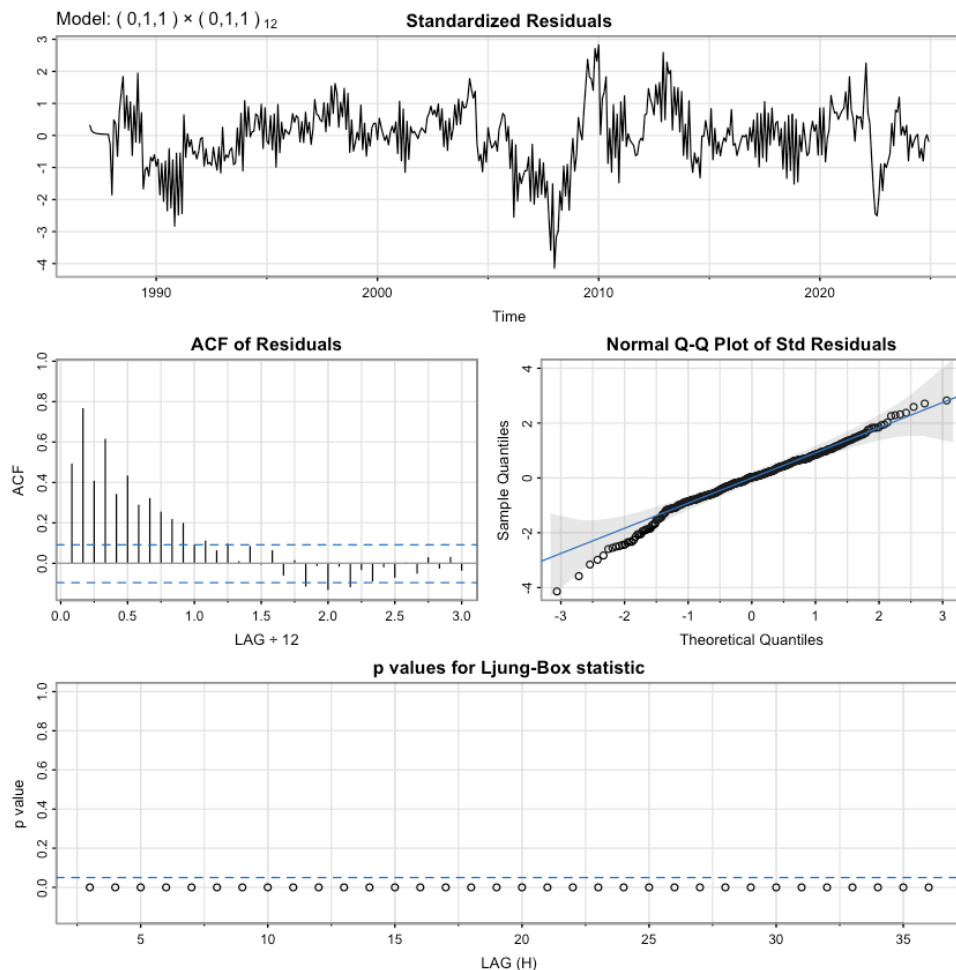 Model: ( 0,1,1 ) × ( 0,1,1 ) 12
Standardized Residuals
3
2
1
0
-1
-2
-3
-4
1990 2000 2010 2020
Time
ACF of Residuals
1.0
0.8
0.6
0.4
0.2
0.0
ACF
0.0 0.5 1.0 1.5 2.0 2.5 3.0
LAG ÷ 12
Normal Q-Q Plot of Std Residuals
4
2
0
-2
-4
Sample Quantiles
-3 -2 -1 0 1 2 3
Theoretical Quantiles
p values for Ljung-Box statistic
1.0
0.8
0.6
0.4
0.2
0.0
p value
5 10 15 20 25 30 35
LAG (H)